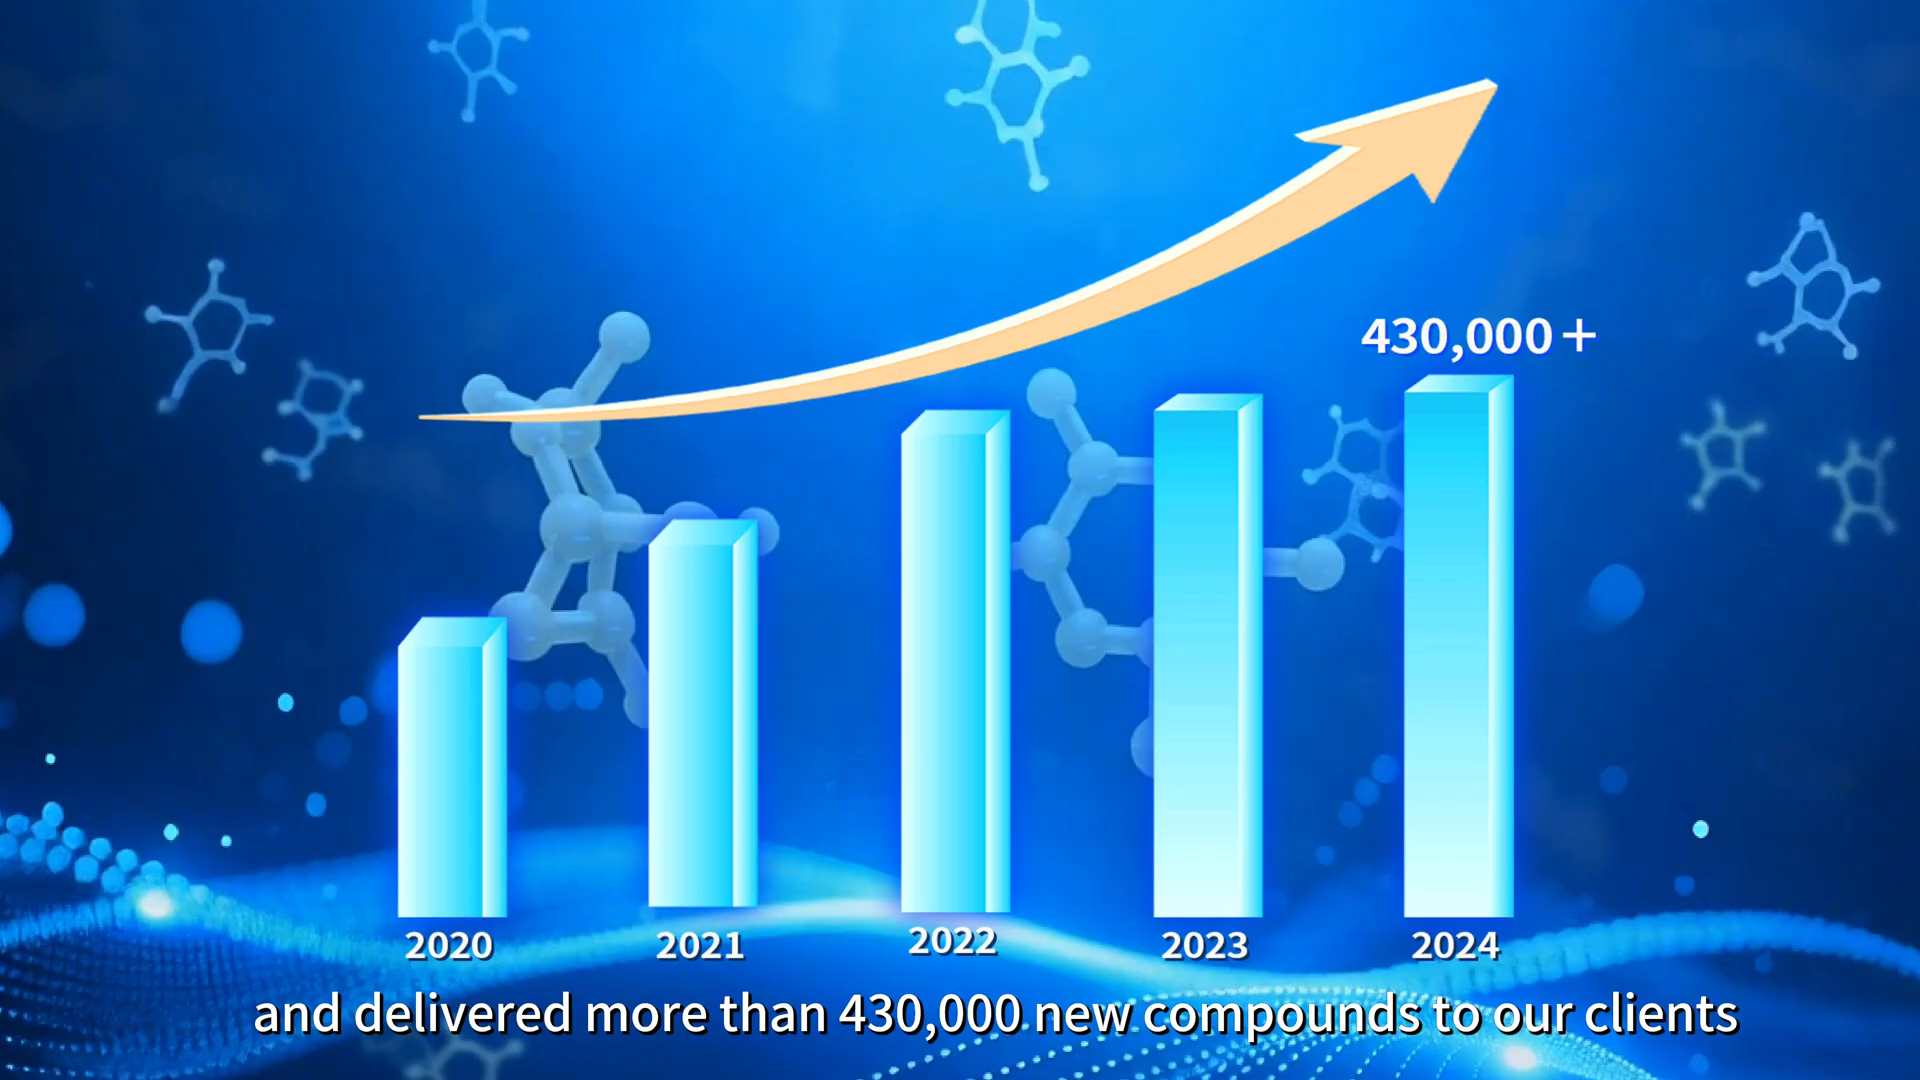 430,000+
2020 2021 2022 2023 2024
and delivered more than 430,000 new compounds to our clients